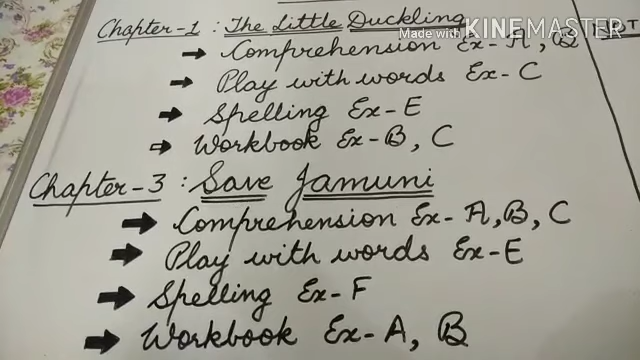 Made with KINEMASTER
Chapter-1 : The Little Duckling
Comprehension Ex-A, B
Play with words Ex-C
Spelling Ex-E
Workbook Ex-B, C
Chapter-3 : Save Jamuni
Comprehension Ex-A, B, C
Play with words Ex-E
Spelling Ex-F
Workbook Ex-A, B